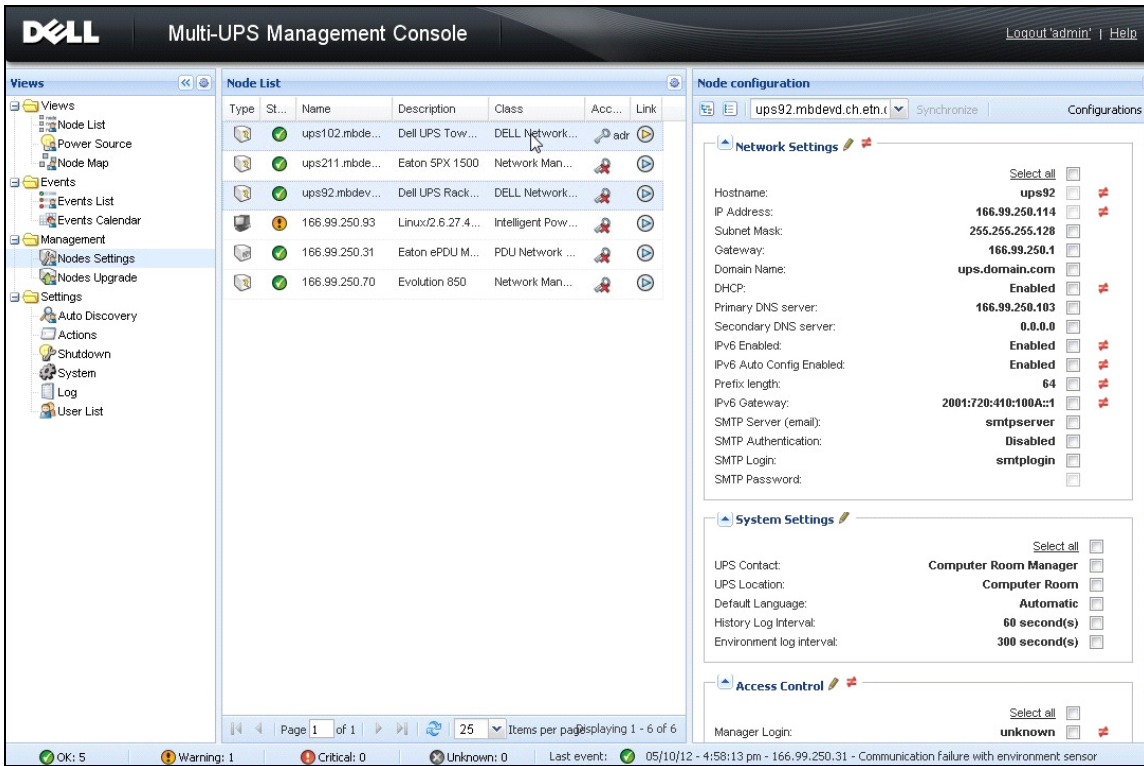 DELL
Multi-UPS Management Console
Logout 'admin' | Help
Views
Views
Node List
Power Source
Node Map
Events
Events List
Events Calendar
Management
Nodes Settings
Nodes Upgrade
Settings
Auto Discovery
Actions
Shutdown
System
Log
User List
Node List
Type St... Name Description Class Acc... Link
ups102.mbde... Dell UPS Tow... DELL Network... adr
ups211.mbde... Eaton 5PX 1500 Network Man...
ups92.mbdev... Dell UPS Rack... DELL Network...
166.99.250.93 Linux/2.6.27.4... Intelligent Pow...
166.99.250.31 Eaton ePDU M... PDU Network ...
166.99.250.70 Evolution 850 Network Man...
Page 1 of 1 25 Items per page Displaying 1 - 6 of 6
Node configuration
ups92.mbdevd.ch.etn.c Synchronize Configurations
Network Settings
Select all
Hostname: ups92
IP Address: 166.99.250.114
Subnet Mask: 255.255.255.128
Gateway: 166.99.250.1
Domain Name: ups.domain.com
DHCP: Enabled
Primary DNS server: 166.99.250.103
Secondary DNS server: 0.0.0.0
IPv6 Enabled: Enabled
IPv6 Auto Config Enabled: Enabled
Prefix length: 64
IPv6 Gateway: 2001:720:410:100A::1
SMTP Server (email): smtpserver
SMTP Authentication: Disabled
SMTP Login: smtplogin
SMTP Password:
System Settings
Select all
UPS Contact: Computer Room Manager
UPS Location: Computer Room
Default Language: Automatic
History Log Interval: 60 second(s)
Environment log interval: 300 second(s)
Access Control
Select all
Manager Login: unknown
OK: 5 Warning: 1 Critical: 0 Unknown: 0 Last event: 05/10/12 - 4:58:13 pm - 166.99.250.31 - Communication failure with environment sensor